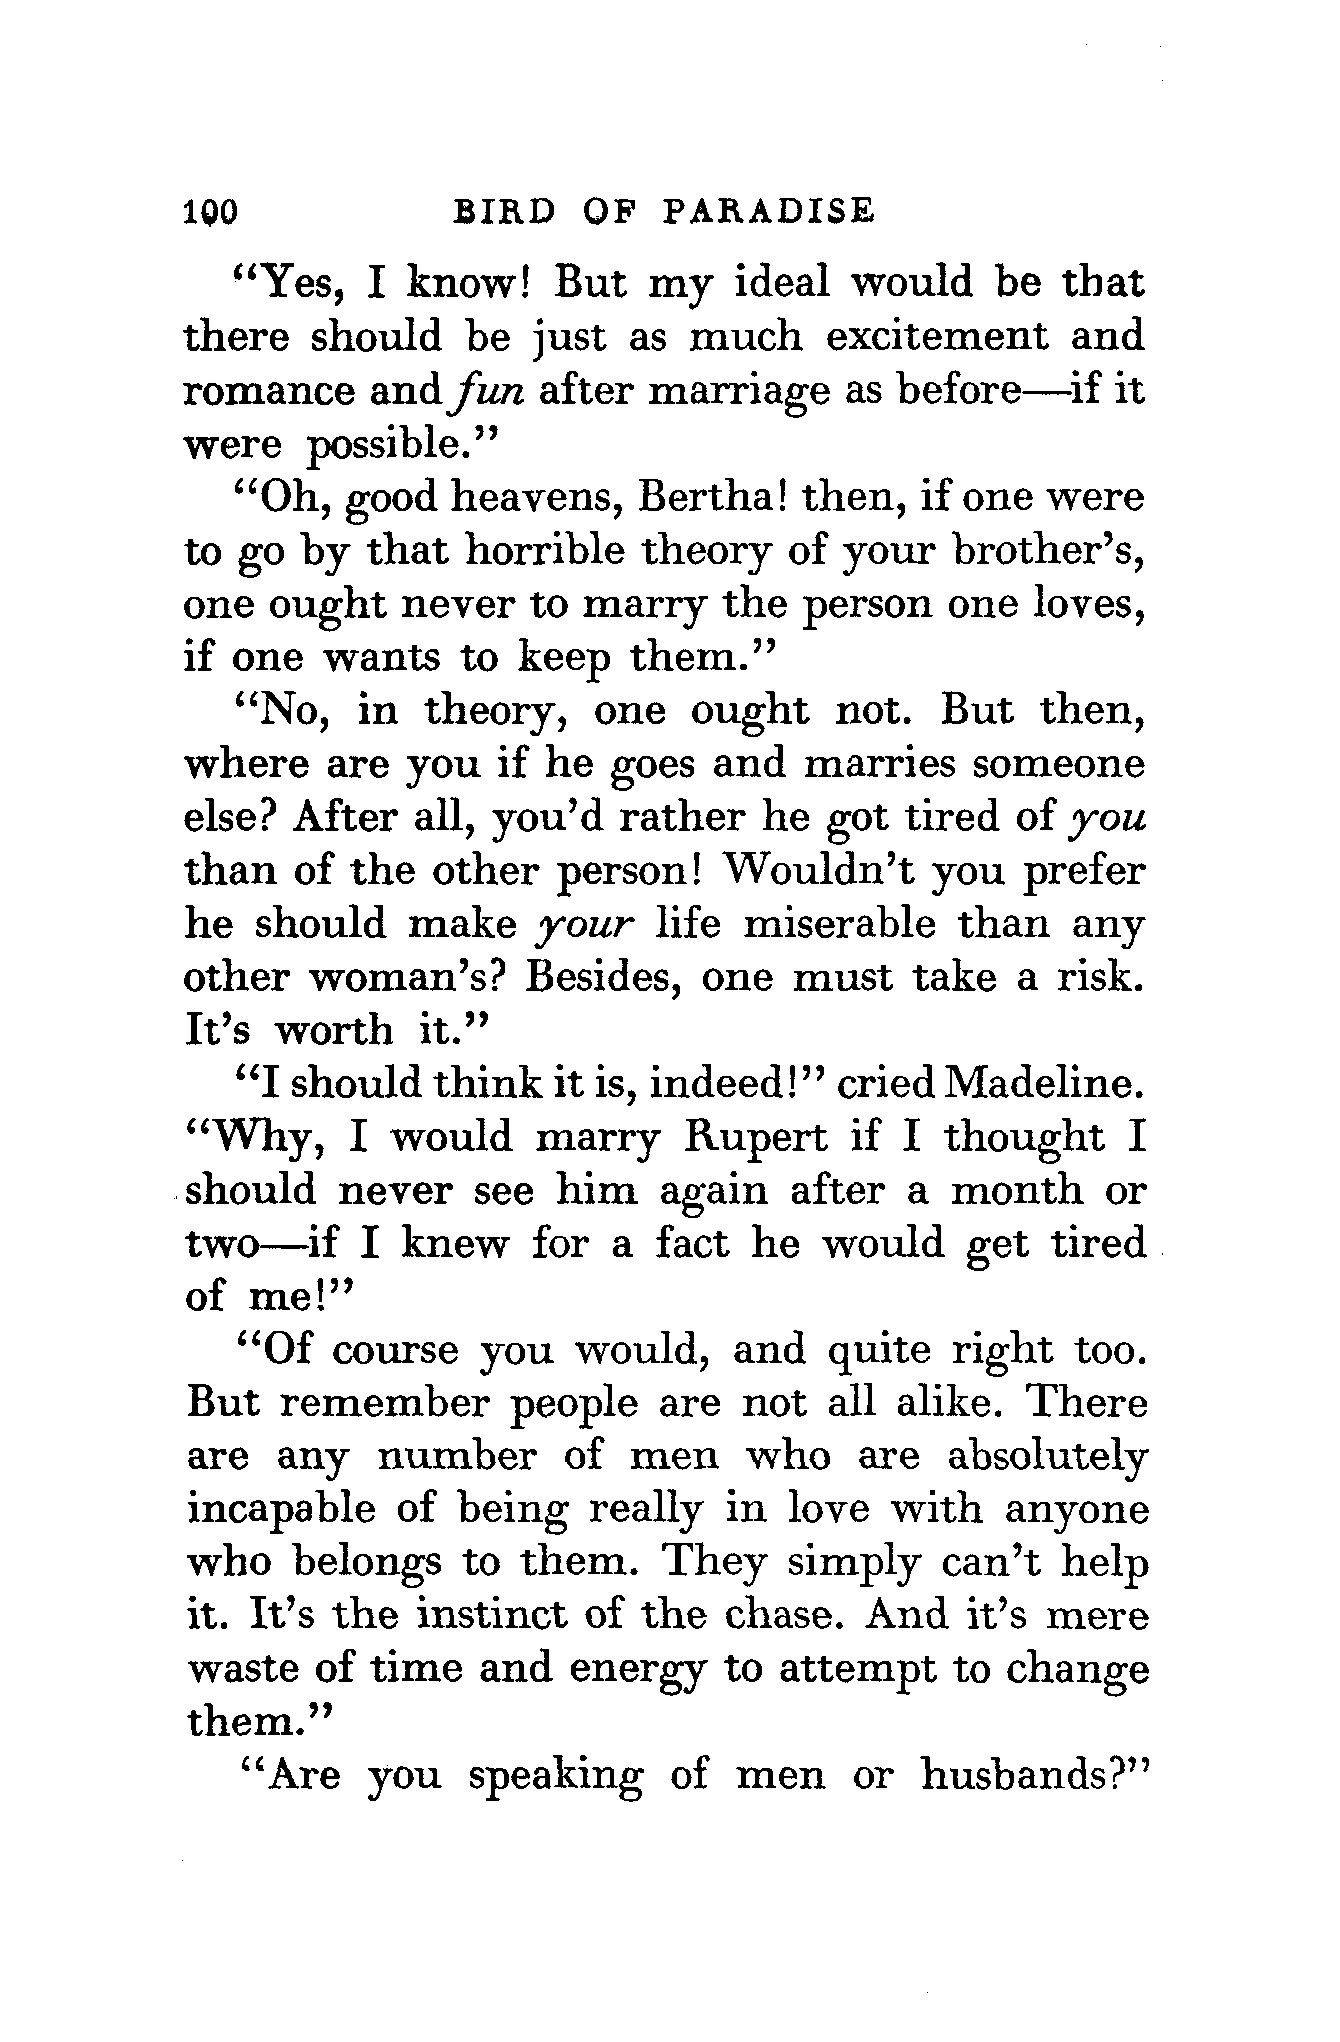 100 BIRD OF PARADISE
“Yes, I know! But my ideal would be that
there should be just as much excitement and
romance and fun after marriage as before—if it
were possible.”
“Oh, good heavens, Bertha! then, if one were
to go by that horrible theory of your brother’s,
one ought never to marry the person one loves,
if one wants to keep them.”
“No, in theory, one ought not. But then,
where are you if he goes and marries someone
else? After all, you’d rather he got tired of you
than of the other person! Wouldn’t you prefer
he should make your life miserable than any
other woman’s? Besides, one must take a risk.
It’s worth it.”
“I should think it is, indeed!” cried Madeline.
“Why, I would marry Rupert if I thought I
should never see him again after a month or
two—if I knew for a fact he would get tired
of me!”
“Of course you would, and quite right too.
But remember people are not all alike. There
are any number of men who are absolutely
incapable of being really in love with anyone
who belongs to them. They simply can’t help
it. It’s the instinct of the chase. And it’s mere
waste of time and energy to attempt to change
them.”
“Are you speaking of men or husbands?”